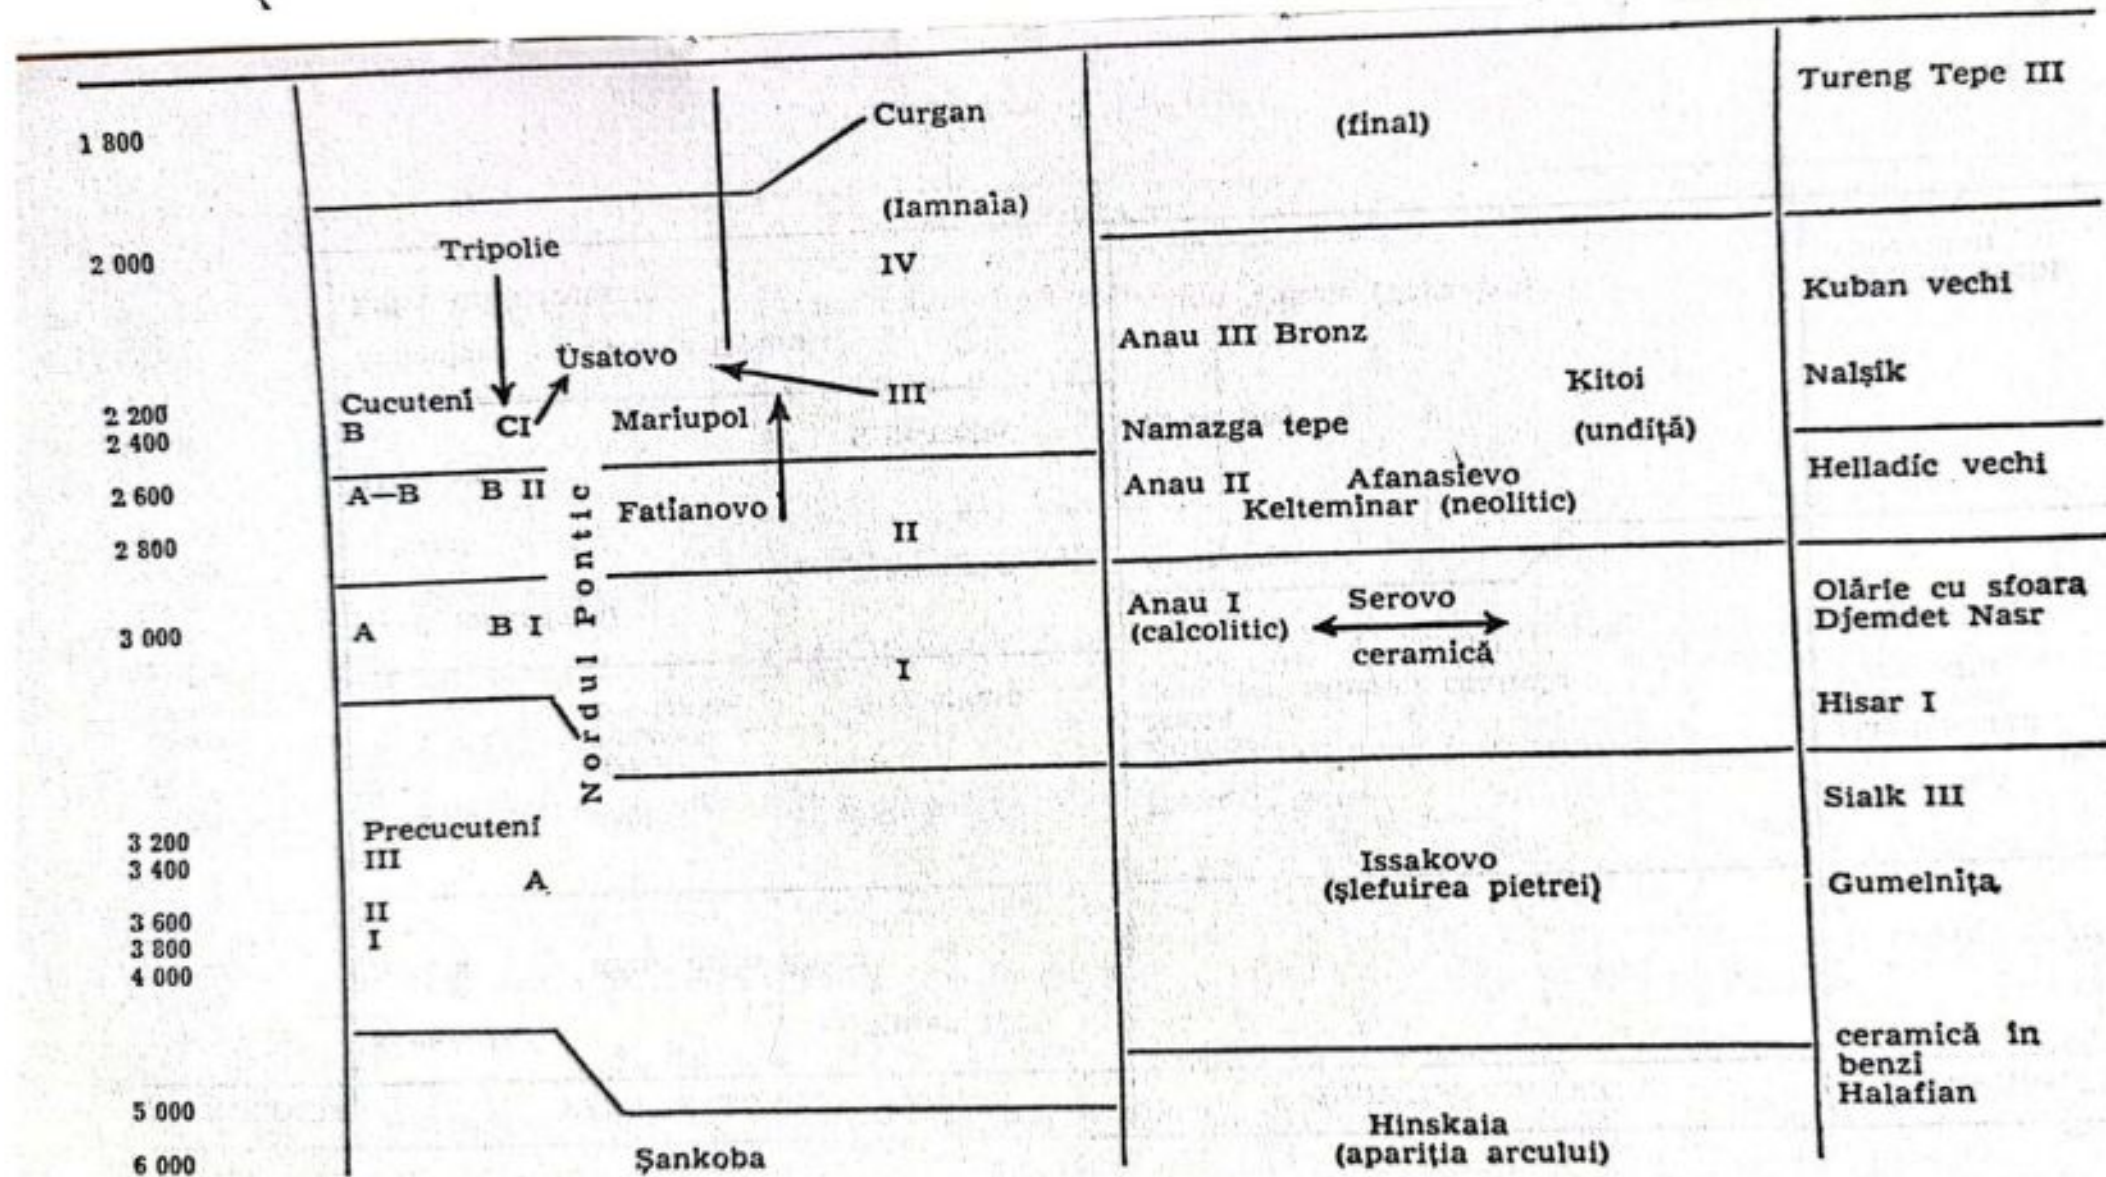 Tureng Tepe III
1 800
Curgan
(final)
(Iamnaia)
2 000
Tripolie
IV
Kuban vechi
Anau III Bronz
Usatovo
Nalșik
Kitoi
III
2 200
Cucuteni
2 400
B
CI
Mariupol
Namazga tepe
(undiță)
Helladic vechi
2 600
A—B
B II
Fatianovo
II
Anau II
Afanasievo
Kelteminar (neolitic)
2 800
Nordul Pontic
Olărie cu sfoara
Djemdet Nasr
3 000
A
B I
I
Anau I
(calcolitic)
Serovo
ceramică
Hisar I
Sialk III
Precucuteni
3 200
III
3 400
A
Issakovo
(șlefuirea pietrei)
Gumelnița
3 600
II
3 800
I
4 000
ceramică în
benzi
Halafian
5 000
Hinskaia
(apariția arcului)
6 000
Șankoba